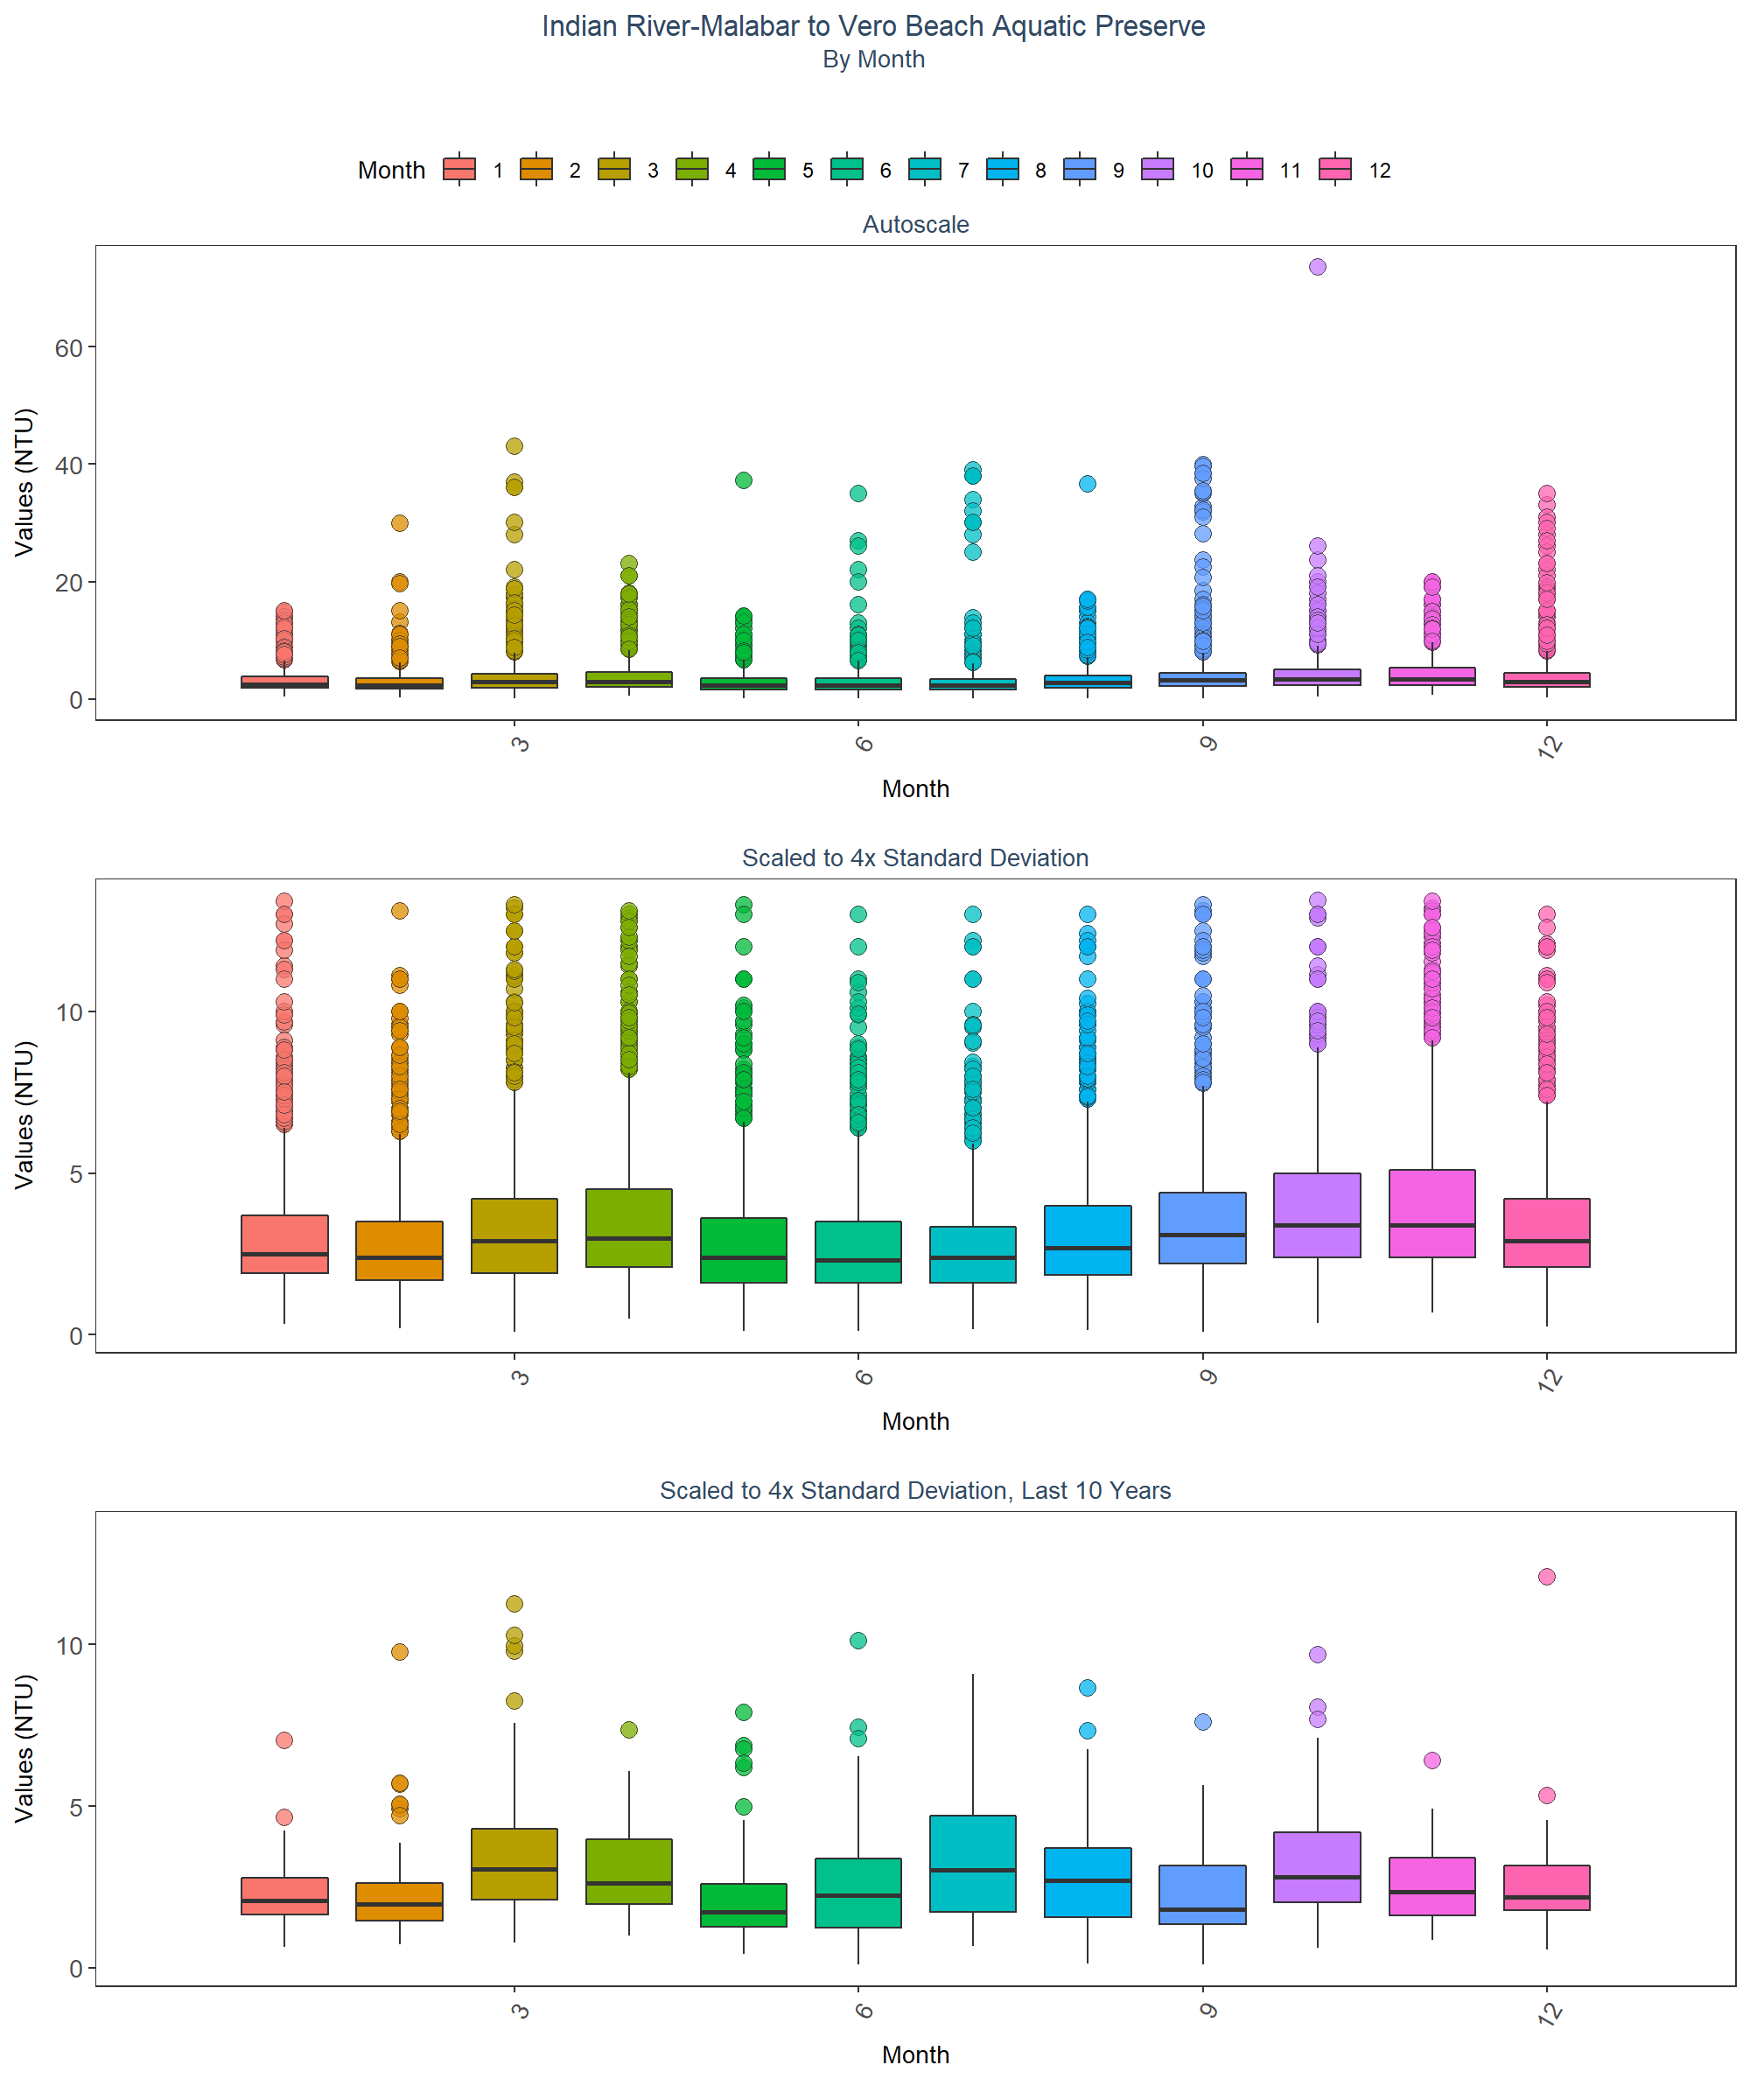 Indian River-Malabar to Vero Beach Aquatic Preserve
By Month
Month 1 2 3 4 5 6 7 8 9 10 11 12
Autoscale
Values (NTU)
60
40
20
0
3 6 9 12
Month
Scaled to 4x Standard Deviation
Values (NTU)
10
5
0
3 6 9 12
Month
Scaled to 4x Standard Deviation, Last 10 Years
Values (NTU)
10
5
0
3 6 9 12
Month